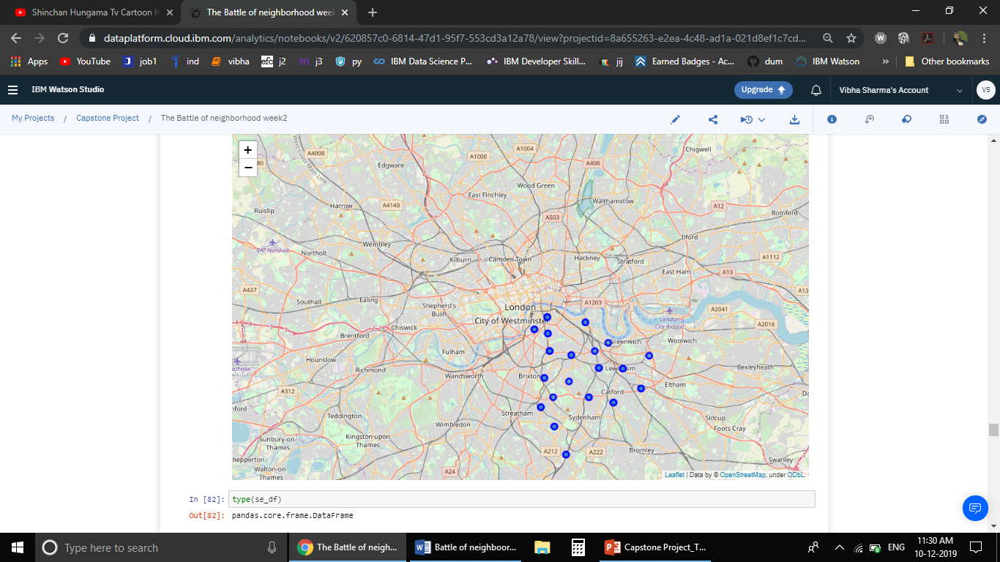 Shinchan Hungama Tv Cartoon H
The Battle of neighborhood week
dataplatform.cloud.ibm.com/analytics/notebooks/v2/620857c0-6814-47d1-95f7-553cd3a12a78/view?projectid=8a655263-e2ea-4c48-ad1a-021d8ef1c7cd...
Apps YouTube job1 ind vibha efc j2 j3 py IBM Data Science P... IBM Developer Skill... jij Earned Badges - Ac... dum IBM Watson » Other bookmarks
IBM Watson Studio Upgrade Vibha Sharma's Account VS
My Projects / Capstone Project / The Battle of neighborhood week2
+
−
A4008 A1000 A1004 A406 Chigwell
West Coast Main Line
Edgware
Wood Green
East Finchley
Walthamstow
Ruislip Harrow A4140 A503 A12 Romford
RAF Northolt Northolt Wembley Ilford
Kilburn Camden Town Hackney Stratford A1112
East Ham A13
A437 Southall Ealing Shepherd's Bush London A1203 A13
City of Westminster London City Airport A2041 A2016
Brentford Chiswick
Greenwich Woolwich
Hounslow Fulham
Richmond Wandsworth Brixton Lewisham Bexleyheath
A312 Catford Eltham
Teddington Wimbledon Streatham Sydenham Sidcup
Foots Cray
Kingston upon Thames
Sunbury-on-Thames
A212 A222 Bromley Swanley
hepperton
Walton-on-Thames A24
Leaflet | Data by © OpenStreetMap, under ODbL.
In [82]: type(se_df)
Out[82]: pandas.core.frame.DataFrame
Type here to search
The Battle of neigh...
Battle of neighboor...
Capstone Project_T...
ENG
11:30 AM
10-12-2019